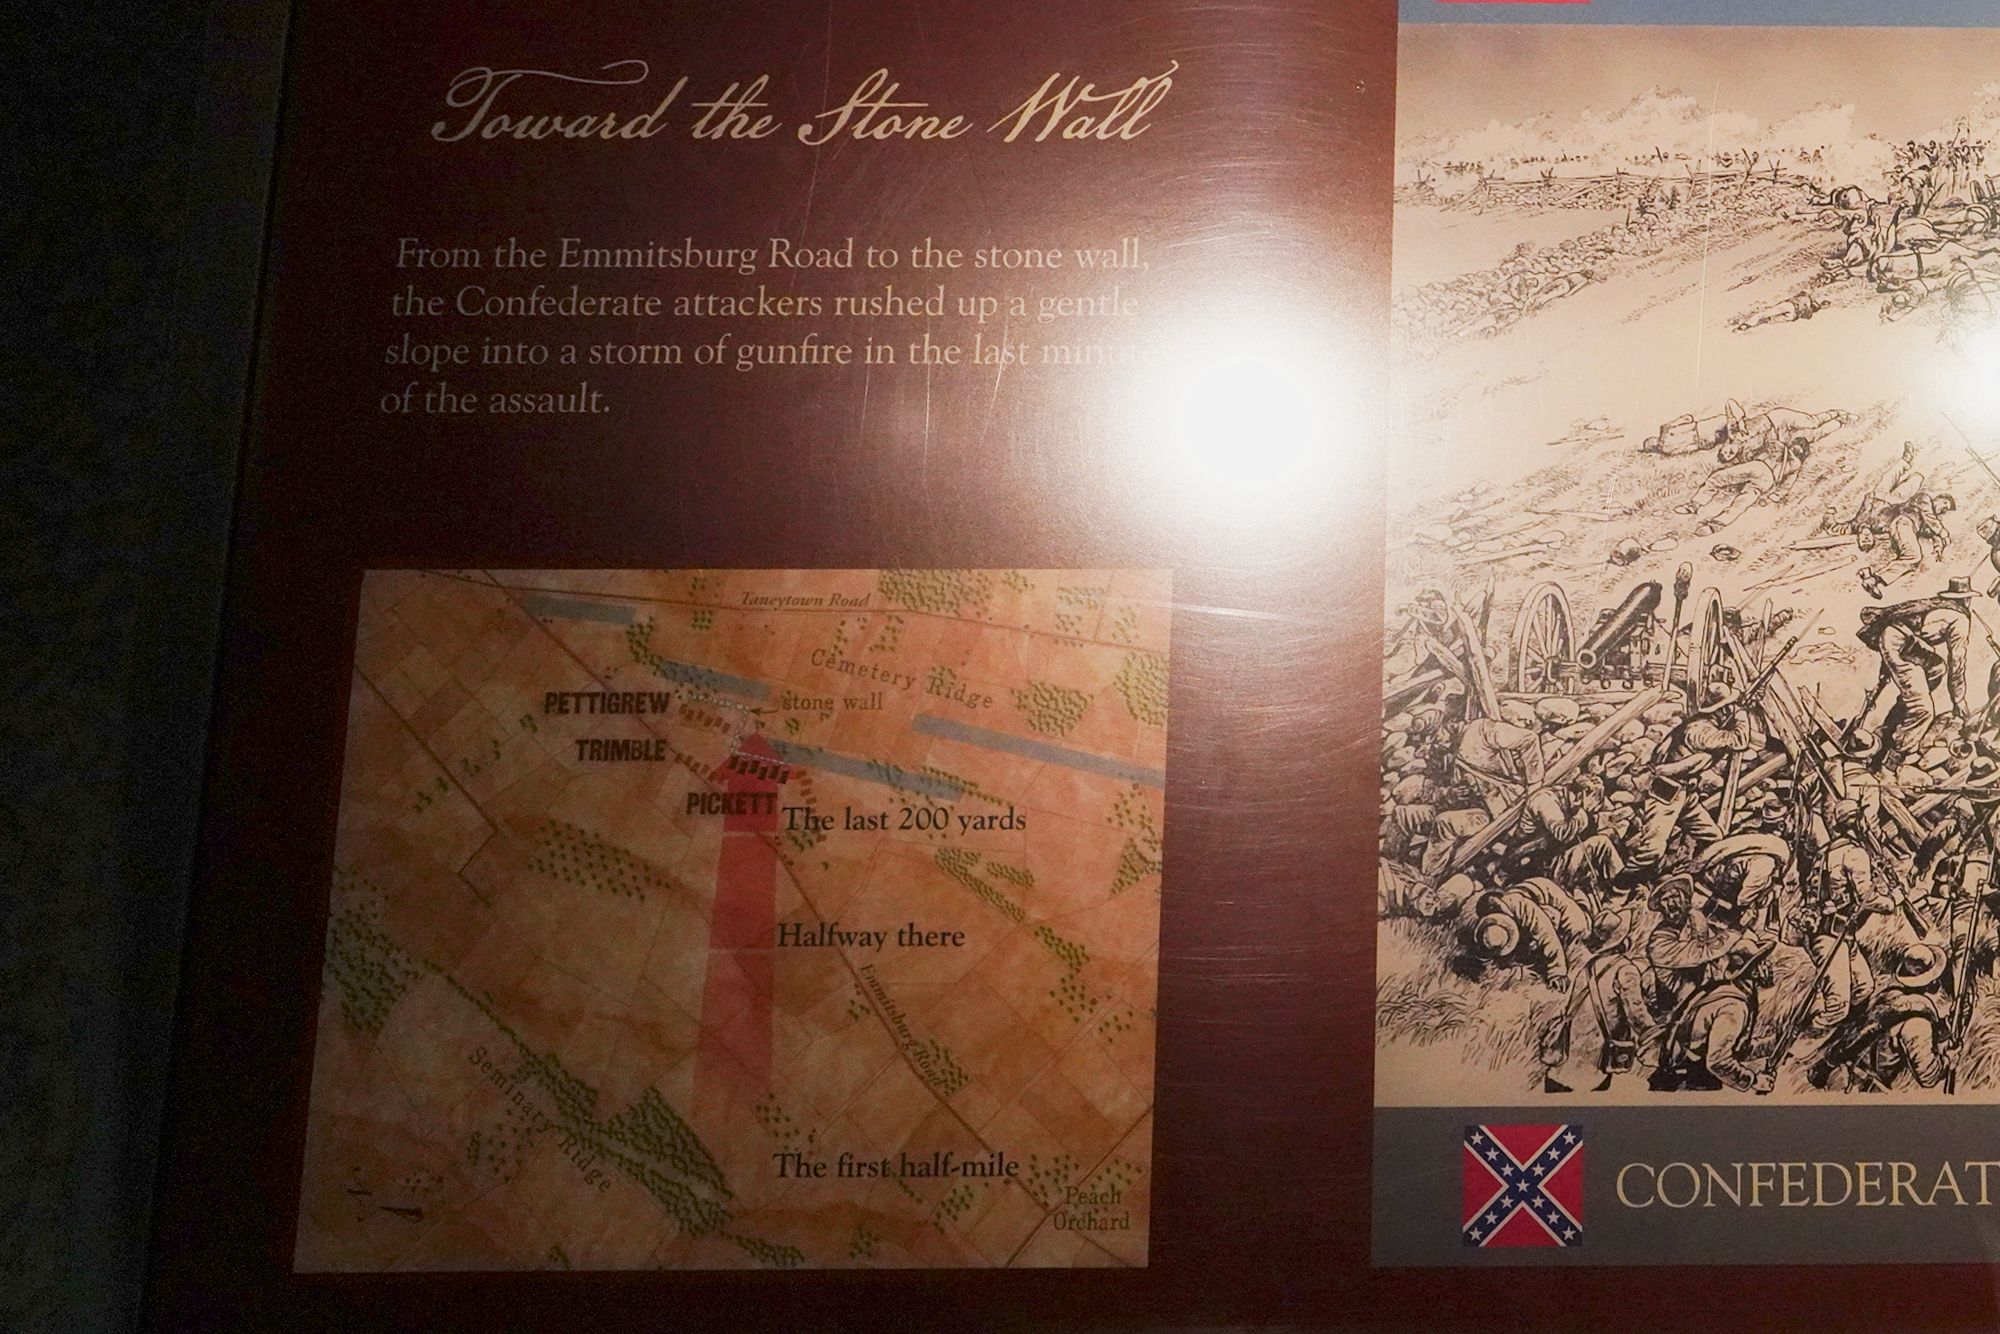 Toward the Stone Wall
From the Emmitsburg Road to the stone wall,
the Confederate attackers rushed up a gentle
slope into a storm of gunfire in the last
of the assault.
Taneytown Road
Cemetery Ridge
PETTIGREW
stone wall
TRIMBLE
PICKETT
The last 200 yards
Halfway there
Emmitsburg Road
Seminary Ridge
The first half-mile
Peach
Orchard
CONFEDERAT